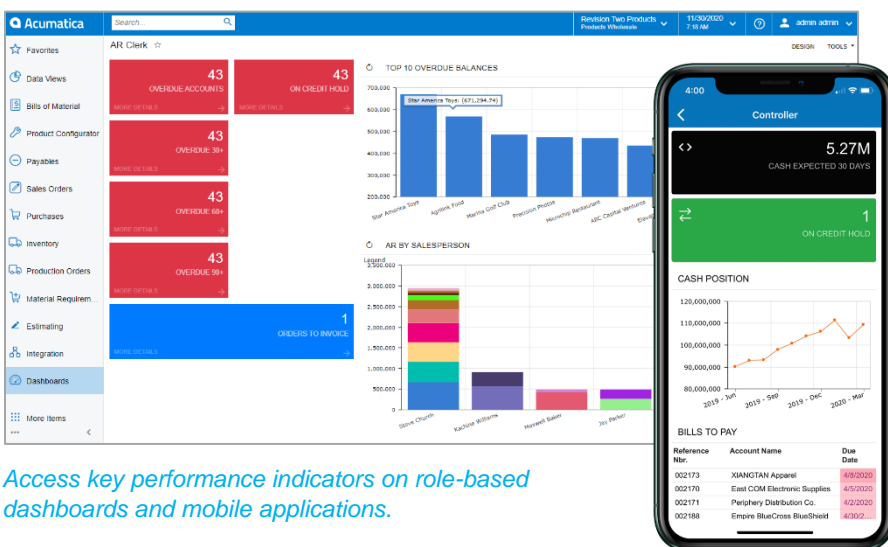 Acumatica
Search...
Revision Two Products
Products Wholesale
11/30/2020
7:18 AM
admin admin
Favorites
Data Views
Bills of Material
Product Configurator
Payables
Sales Orders
Purchases
Inventory
Production Orders
Material Requirem...
Estimating
Integration
Dashboards
More Items
AR Clerk
DESIGN TOOLS
43
OVERDUE ACCOUNTS
MORE DETAILS
43
ON CREDIT HOLD
MORE DETAILS
43
OVERDUE 30+
MORE DETAILS
43
OVERDUE 60+
MORE DETAILS
43
OVERDUE 90+
MORE DETAILS
1
ORDERS TO INVOICE
MORE DETAILS
TOP 10 OVERDUE BALANCES
700,000
600,000
500,000
400,000
300,000
200,000
Star America Toys: (671,294.74)
Star America Toys
Agrilink Food
Marina Golf Club
Precision Photos
Microchip Restaurant
ABC Capital Ventures
AR BY SALESPERSON
Legend
3,500,000
3,000,000
2,500,000
2,000,000
1,500,000
1,000,000
500,000
0
Steve Church
Kachine Williams
Maxwell Baker
Jay Parker
4:00
Controller
5.27M
CASH EXPECTED 30 DAYS
1
ON CREDIT HOLD
CASH POSITION
120,000,000
110,000,000
100,000,000
90,000,000
80,000,000
2019 - Jun
2019 - Sep
2019 - Dec
2020 - Mar
BILLS TO PAY
Reference Nbr. Account Name Due Date
002173 XIANGTAN Apparel 4/8/2020
002170 East COM Electronic Supplies 4/5/2020
002171 Periphery Distribution Co. 4/2/2020
002188 Empire BlueCross BlueShield 4/30/2...
Access key performance indicators on role-based
dashboards and mobile applications.